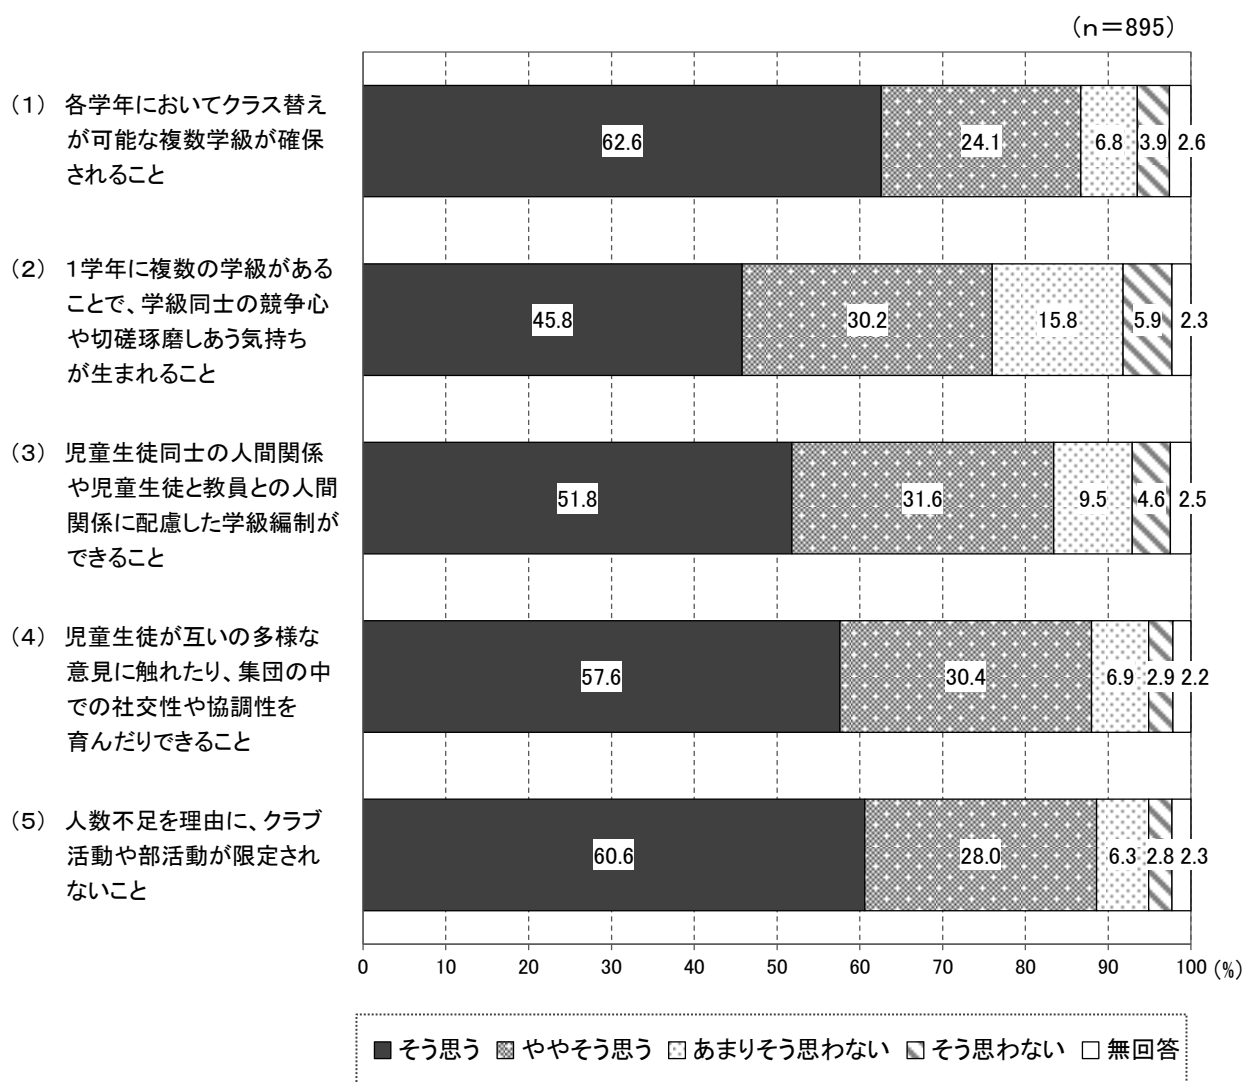 （ｎ＝895）
（１） 各学年においてクラス替え
が可能な複数学級が確保
されること
62.6 24.1 6.8 3.9 2.6
（２） １学年に複数の学級がある
ことで、学級同士の競争心
や切磋琢磨しあう気持ち
が生まれること
45.8 30.2 15.8 5.9 2.3
（３） 児童生徒同士の人間関係
や児童生徒と教員との人間
関係に配慮した学級編制が
できること
51.8 31.6 9.5 4.6 2.5
（４） 児童生徒が互いの多様な
意見に触れたり、集団の中
での社交性や協調性を
育んだりできること
57.6 30.4 6.9 2.9 2.2
（５） 人数不足を理由に、クラブ
活動や部活動が限定され
ないこと
60.6 28.0 6.3 2.8 2.3
0 10 20 30 40 50 60 70 80 90 100 (%)
そう思う ややそう思う あまりそう思わない そう思わない 無回答